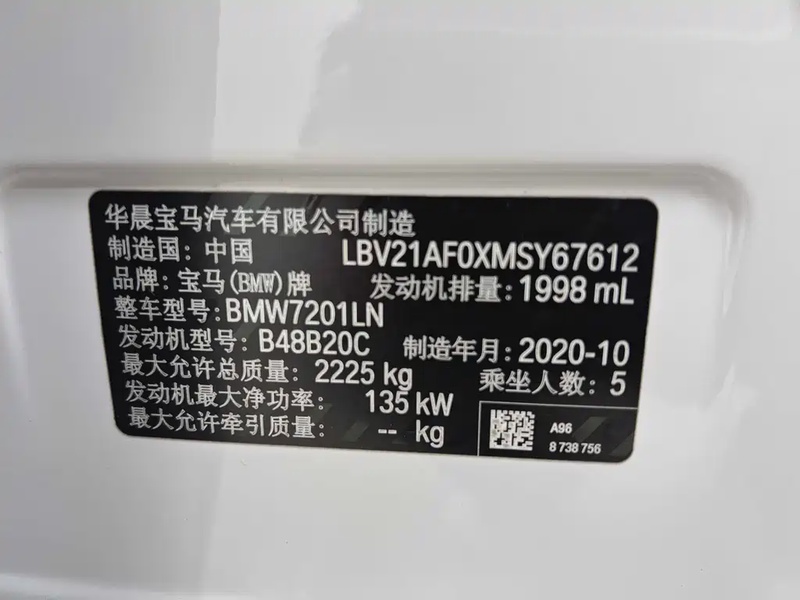 华晨宝马汽车有限公司制造
制造国: 中国 LBV21AF0XMSY67612
品牌: 宝马(BMW)牌 发动机排量: 1998 mL
整车型号: BMW7201LN
发动机型号: B48B20C 制造年月: 2020-10
最大允许总质量: 2225 kg 乘坐人数: 5
发动机最大净功率: 135 kW
最大允许牵引质量: -- kg
A96
8 738 756